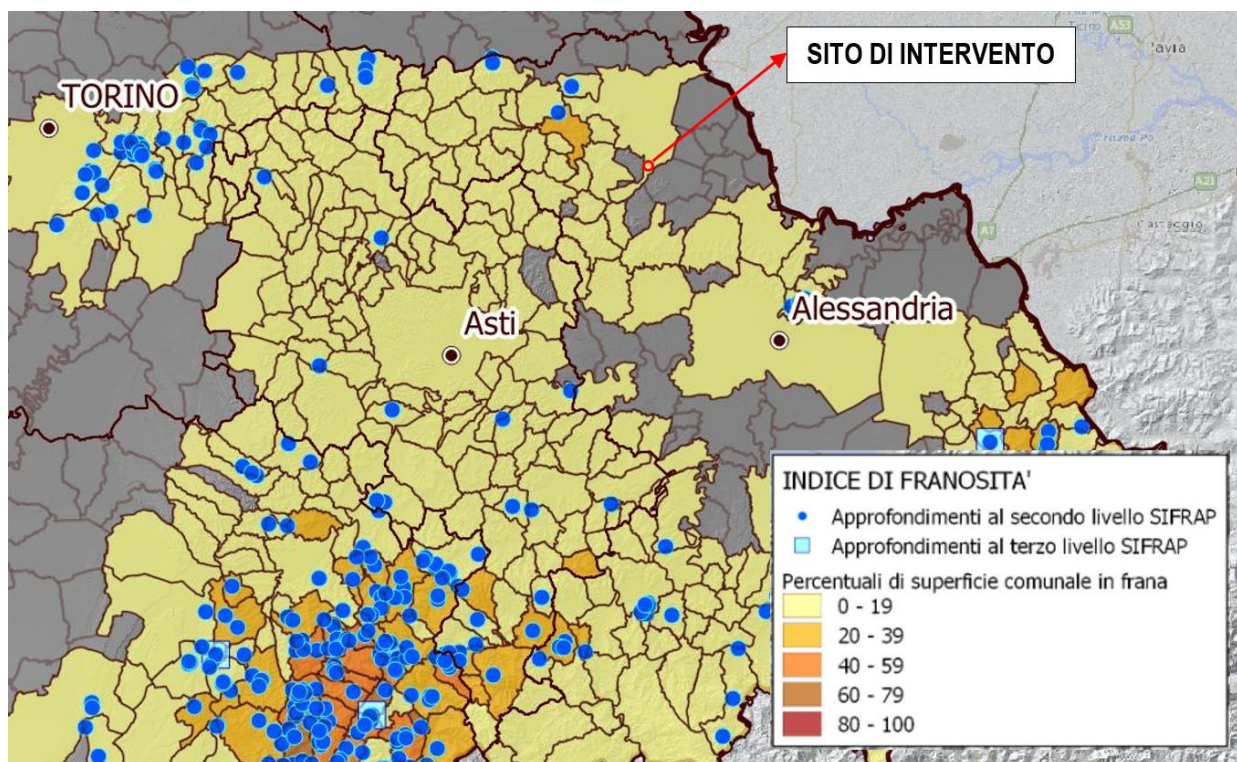 Ticino
A53
SITO DI INTERVENTO
avia
TORINO
Fiume Po
A21
Casteggio
A7
Alessandria
Asti
INDICE DI FRANOSITA'
Approfondimenti al secondo livello SIFRAP
Approfondimenti al terzo livello SIFRAP
Percentuali di superficie comunale in frana
0 - 19
20 - 39
40 - 59
60 - 79
80 - 100